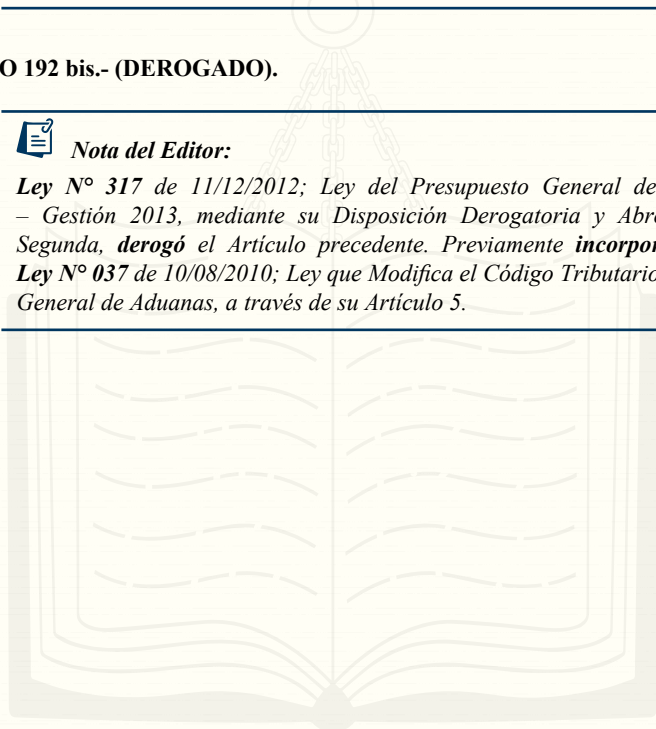 O 192 bis.- (DEROGADO).
Nota del Editor:
Ley N° 317 de 11/12/2012; Ley del Presupuesto General de
– Gestión 2013, mediante su Disposición Derogatoria y Abr
Segunda, derogó el Artículo precedente. Previamente incorpor
Ley N° 037 de 10/08/2010; Ley que Modifica el Código Tributario
General de Aduanas, a través de su Artículo 5.